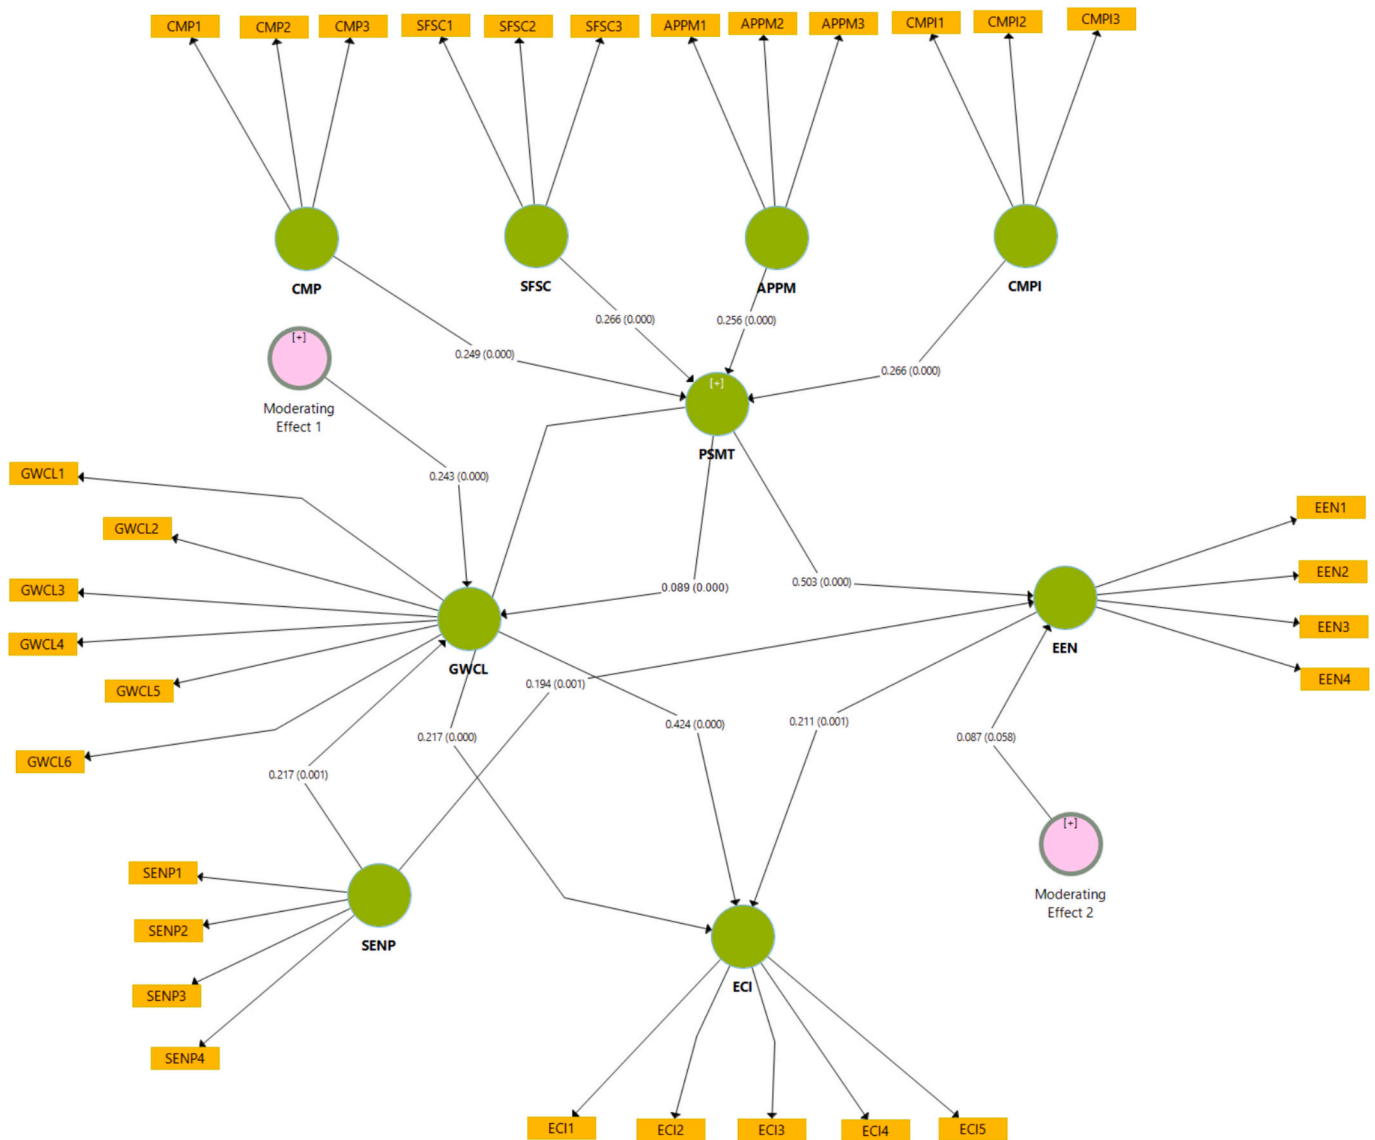 CMP1
CMP2
CMP3
SFSC1
SFSC2
SFSC3
APPM1
APPM2
APPM3
CMPI1
CMPI2
CMPI3
CMP
SFSC
APPM
CMPI
0.266 (0.000)
0.256 (0.000)
[+]
0.249 (0.000)
0.266 (0.000)
[+]
Moderating
Effect 1
PSMT
0.243 (0.000)
GWCL1
GWCL2
GWCL3
GWCL4
GWCL5
GWCL6
0.089 (0.000)
0.503 (0.000)
EEN1
EEN2
EEN3
EEN4
GWCL
EEN
0.194 (0.001)
0.217 (0.000)
0.424 (0.000)
0.211 (0.001)
0.087 (0.058)
0.217 (0.001)
[+]
Moderating
Effect 2
SENP1
SENP2
SENP3
SENP4
SENP
ECI
ECI1
ECI2
ECI3
ECI4
ECI5